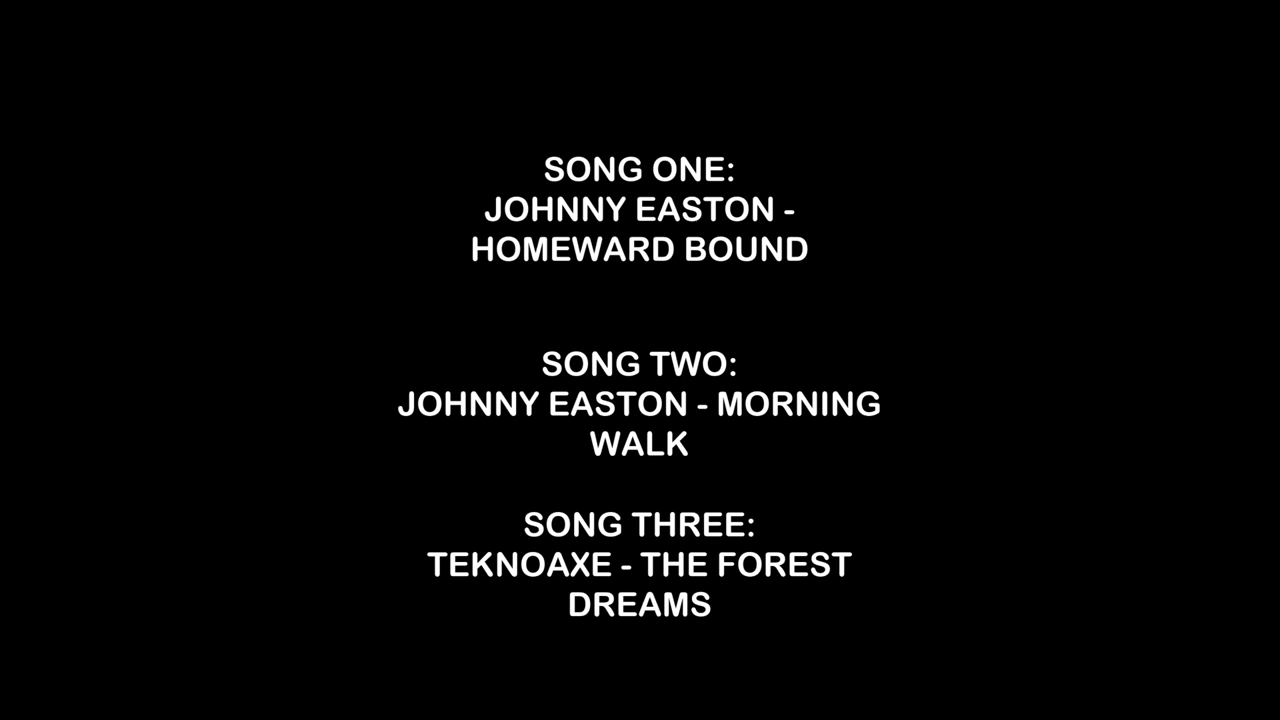 SONG ONE:
JOHNNY EASTON -
HOMEWARD BOUND
SONG TWO:
JOHNNY EASTON - MORNING
WALK
SONG THREE:
TEKNOAXE - THE FOREST
DREAMS